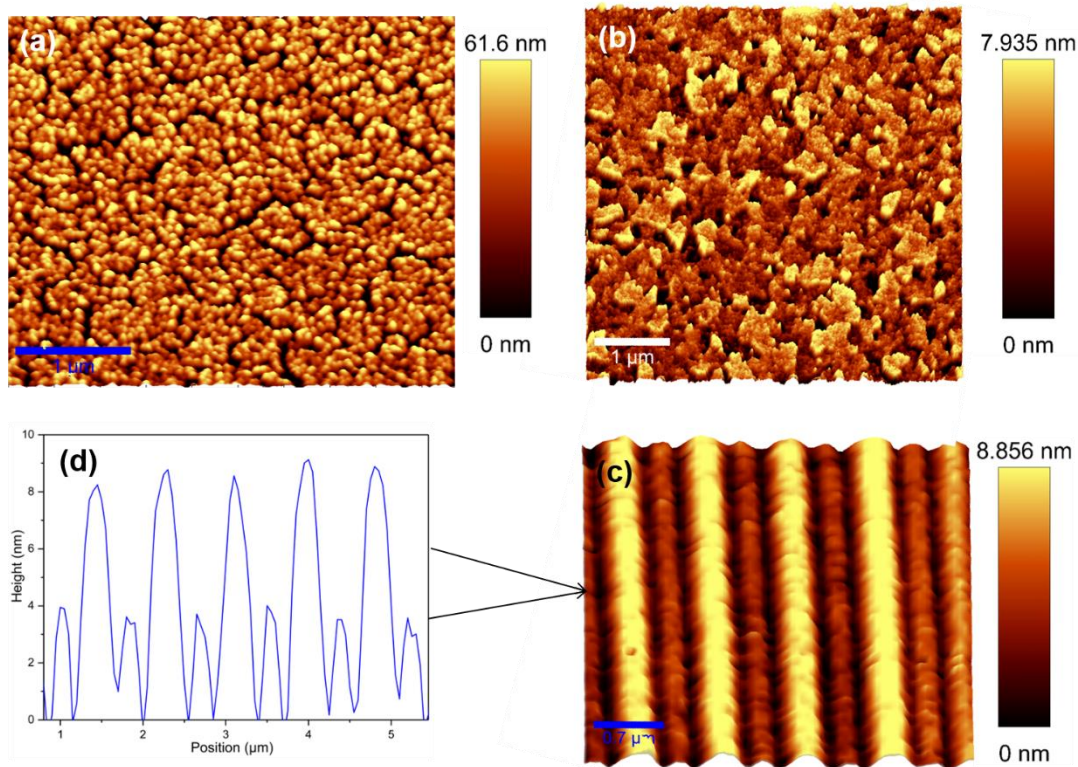 (a)
61.6 nm
0 nm
1 µm
(b)
7.935 nm
0 nm
1 µm
(d)
10
8
6
4
2
0
Height (nm)
1 2 3 4 5
Position (µm)
(c)
8.856 nm
0 nm
0.7 µm